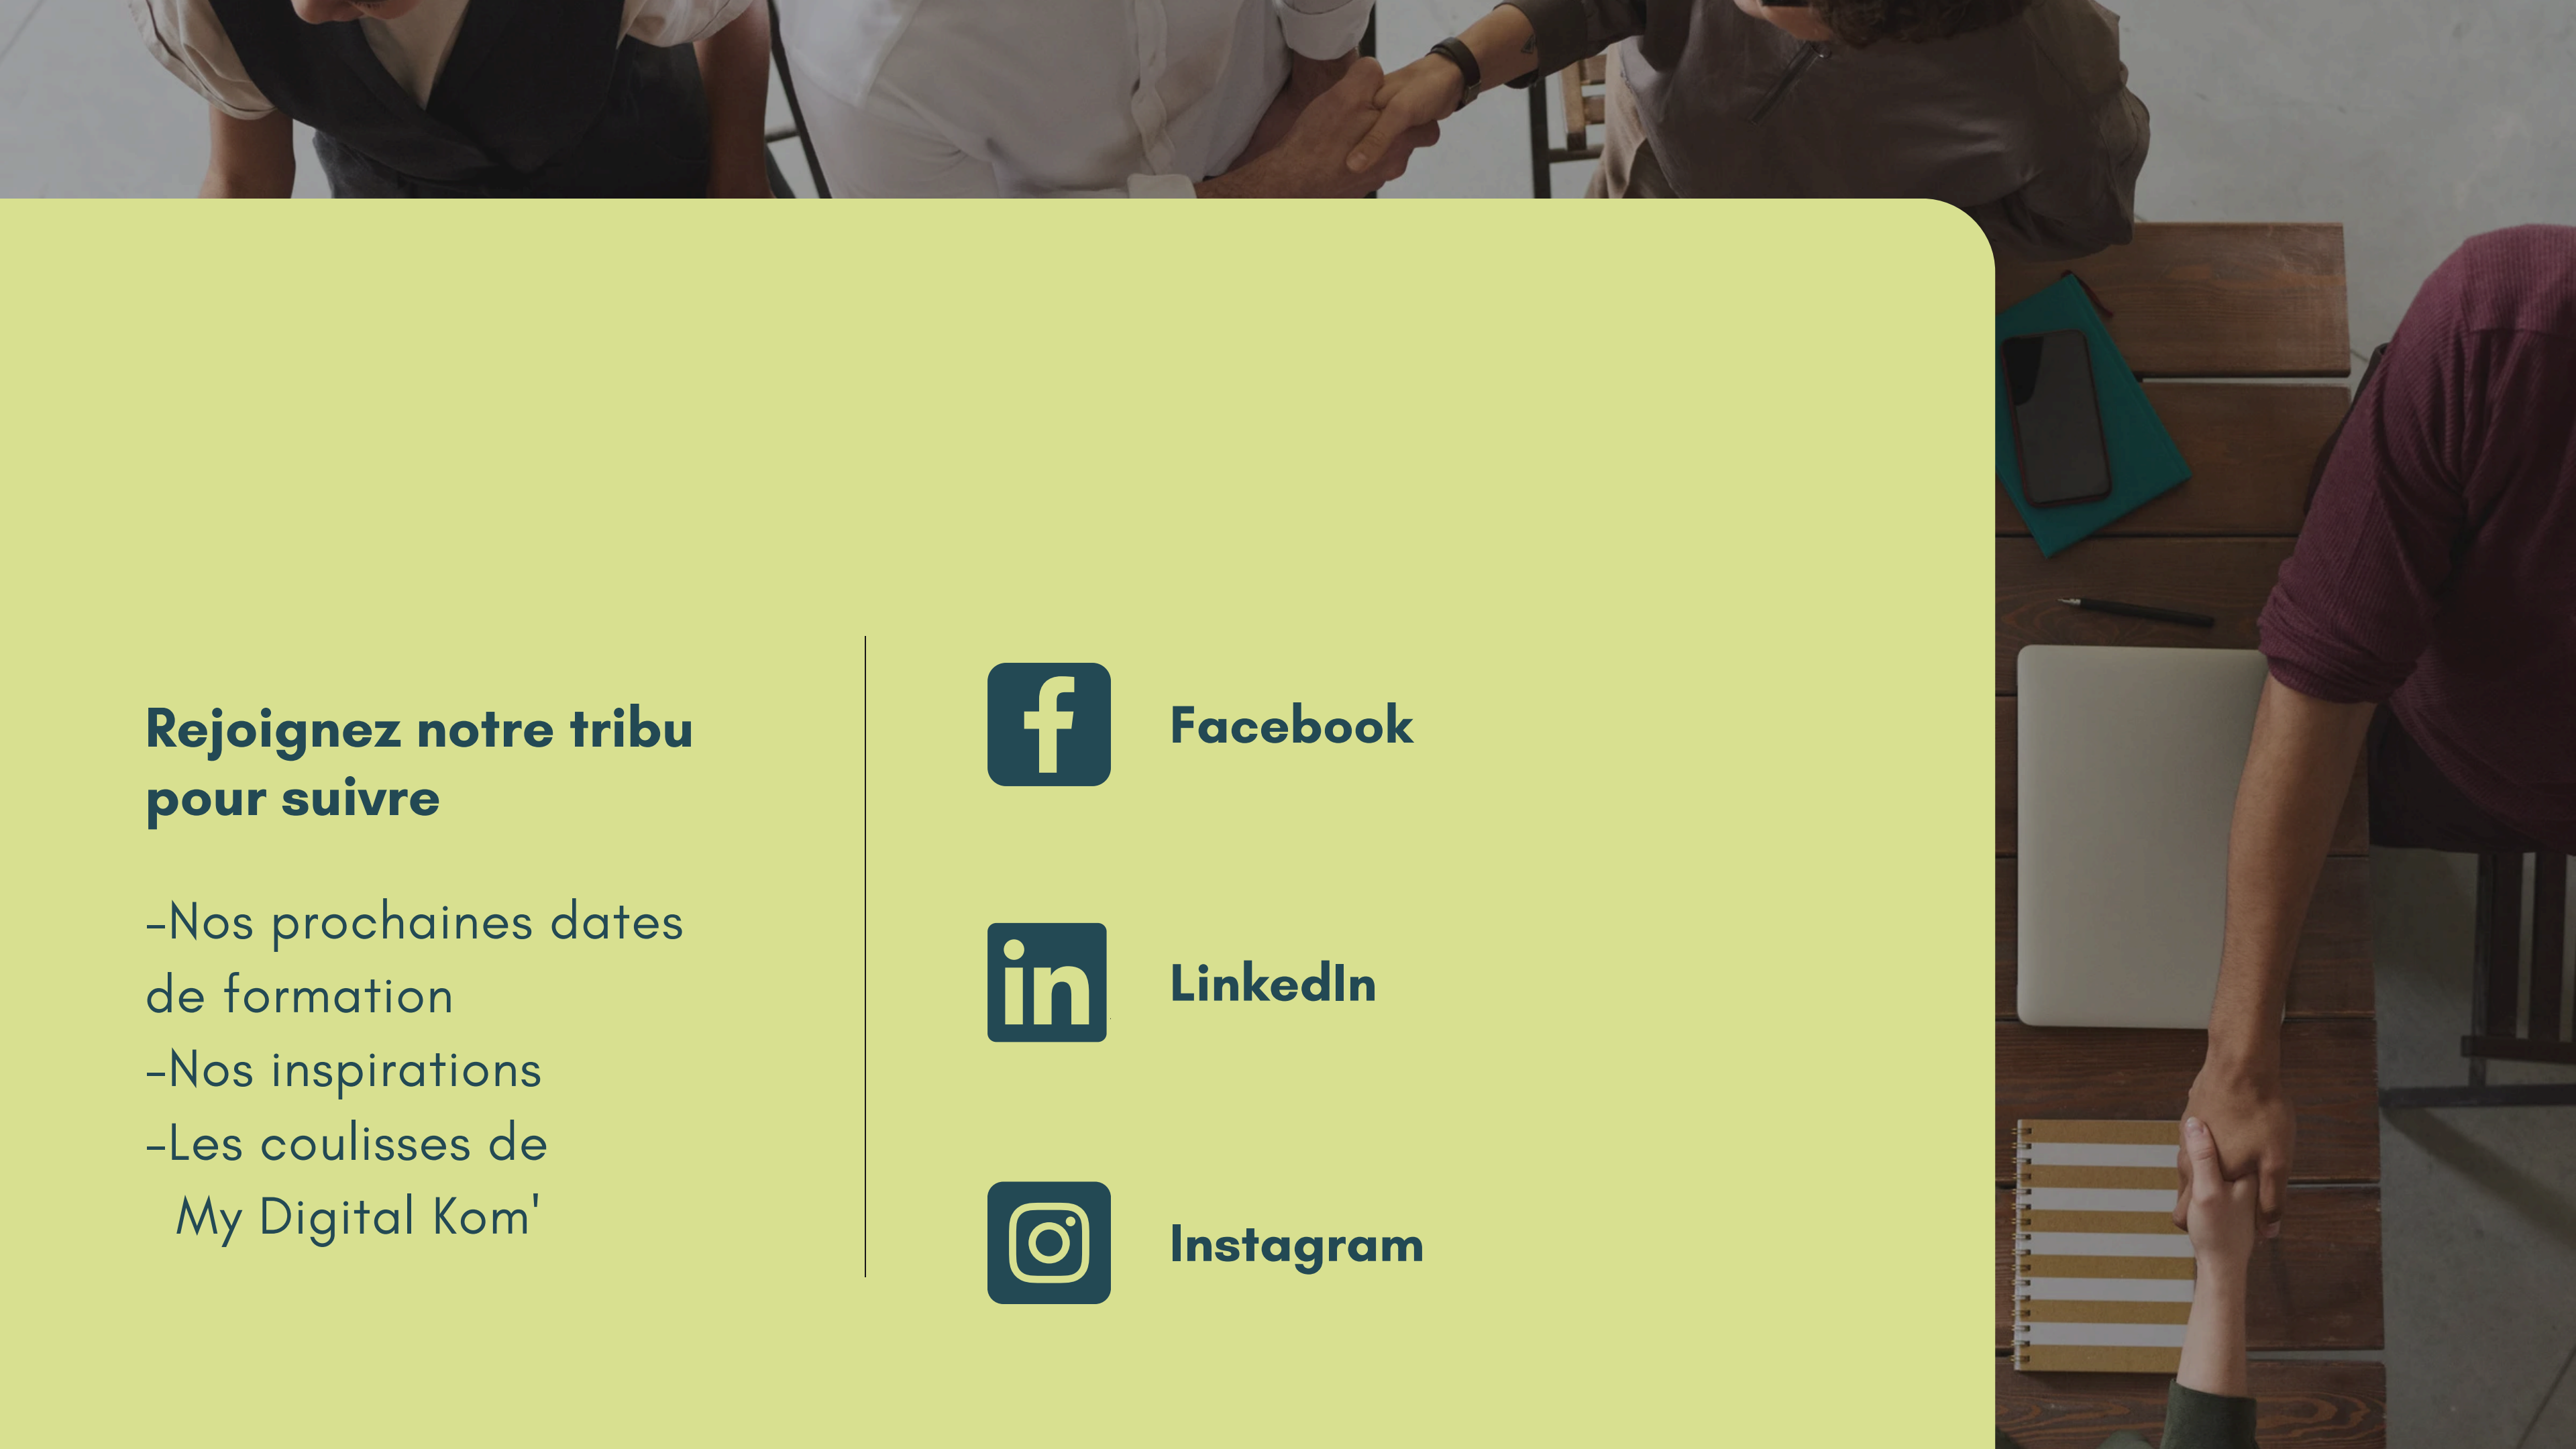 Rejoignez notre tribu
pour suivre
-Nos prochaines dates
de formation
-Nos inspirations
-Les coulisses de
My Digital Kom'
Facebook
LinkedIn
Instagram